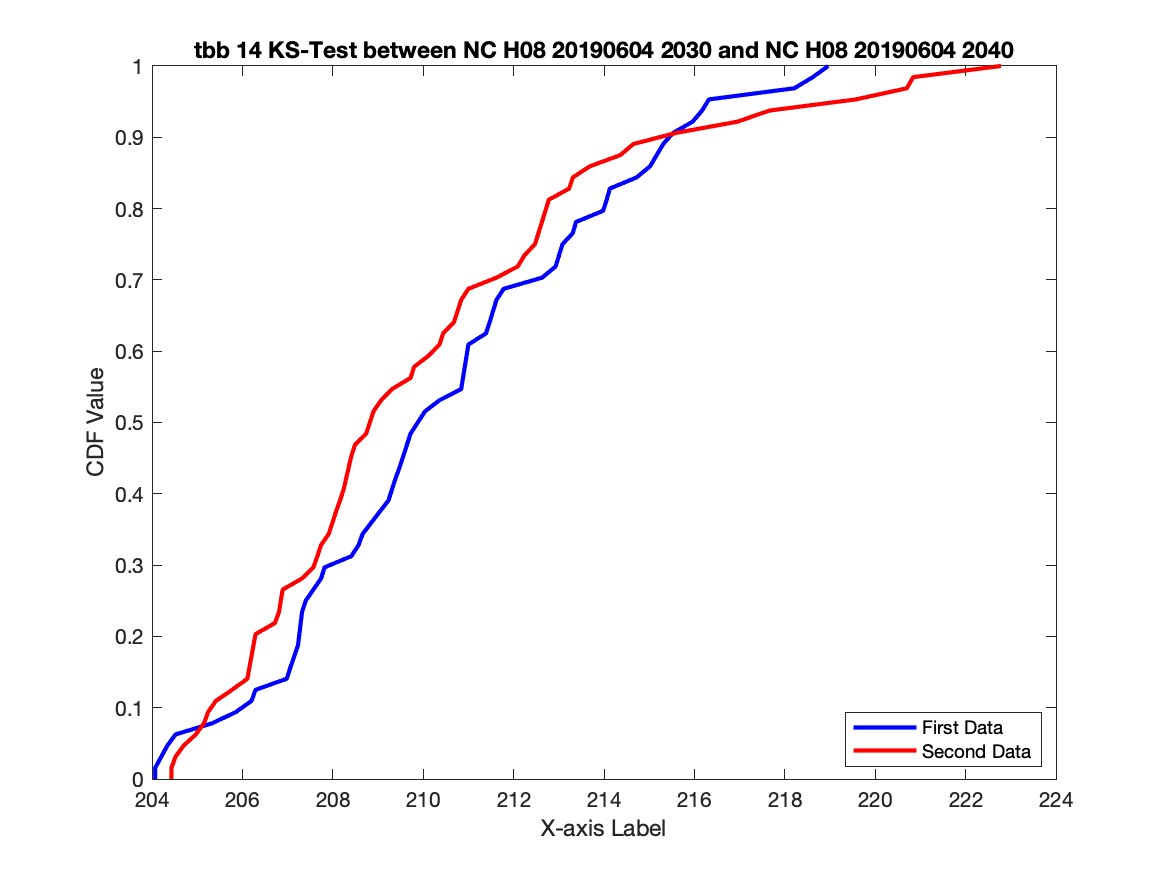 tbb 14 KS-Test between NC H08 20190604 2030 and NC H08 20190604 2040
1
0.9
0.8
0.7
0.6
0.5
0.4
0.3
0.2
0.1
0
CDF Value
First Data
Second Data
204 206 208 210 212 214 216 218 220 222 224
X-axis Label